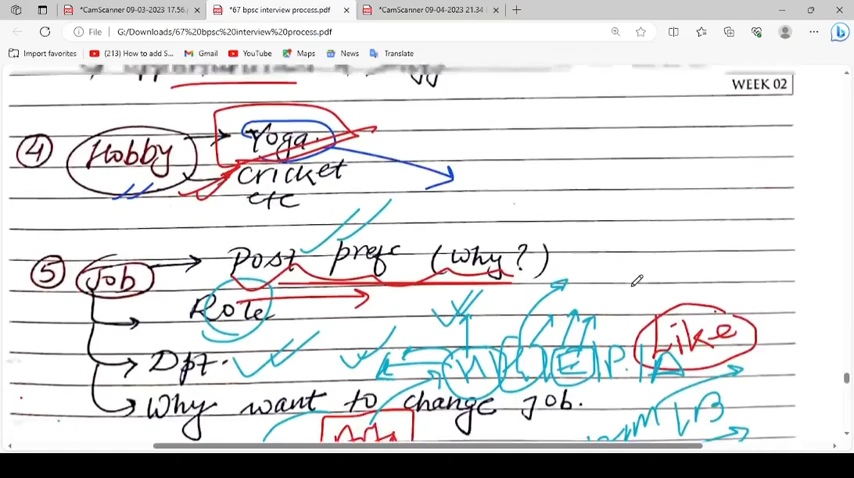 *CamScanner 09-03-2023 17.56.p
*67 bpsc interview process.pdf
*CamScanner 09-04-2023 21.34
File
G:/Downloads/67%20bpsc%20interview%20process.pdf
Import favorites
(213) How to add S...
Gmail
YouTube
Maps
News
Translate
WEEK 02
④ Hobby → Yoga.
cricket
etc
⑤ Job → Post prefc (Why?)
Role
Like
Dpt.
Why want to change job.